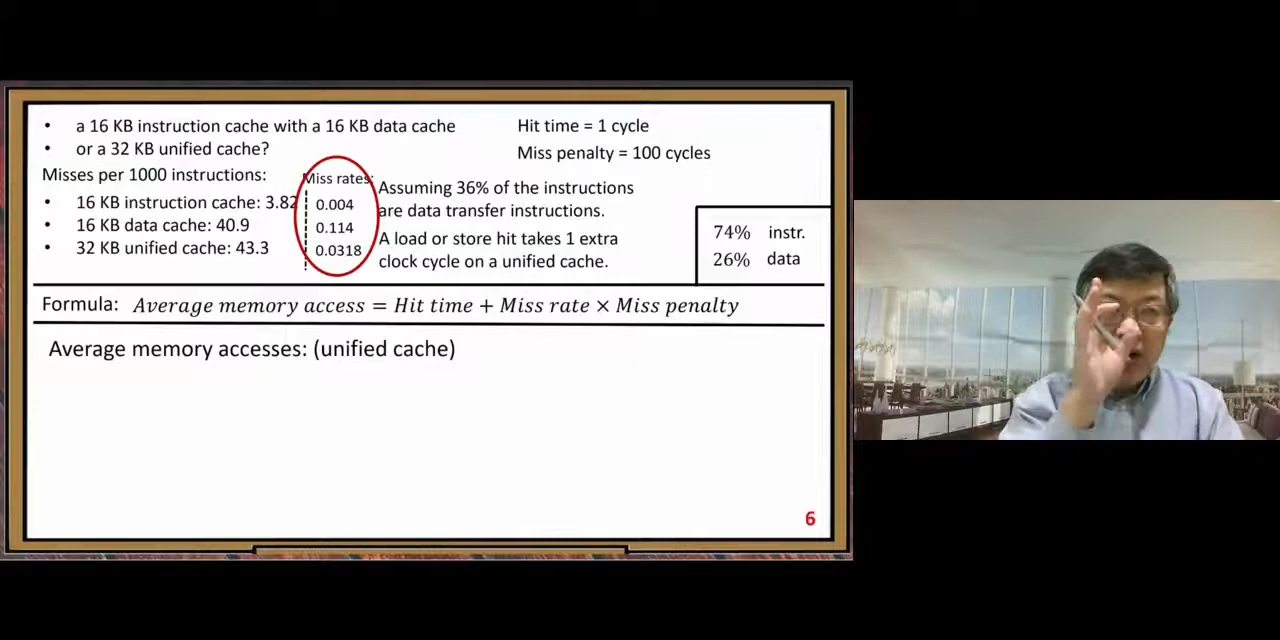 • a 16 KB instruction cache with a 16 KB data cache
• or a 32 KB unified cache?
Hit time = 1 cycle
Miss penalty = 100 cycles
Misses per 1000 instructions:
• 16 KB instruction cache: 3.82
• 16 KB data cache: 40.9
• 32 KB unified cache: 43.3
Miss rates:
0.004
0.114
0.0318
Assuming 36% of the instructions
are data transfer instructions.
A load or store hit takes 1 extra
clock cycle on a unified cache.
74% instr.
26% data
Formula: Average memory access = Hit time + Miss rate × Miss penalty
Average memory accesses: (unified cache)
6